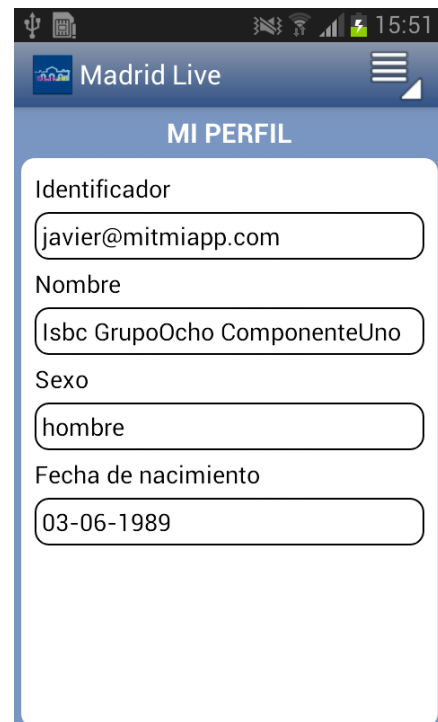 15:51
Madrid Live
MI PERFIL
Identificador
javier@mitmiapp.com
Nombre
Isbc GrupoOcho ComponenteUno
Sexo
hombre
Fecha de nacimiento
03-06-1989